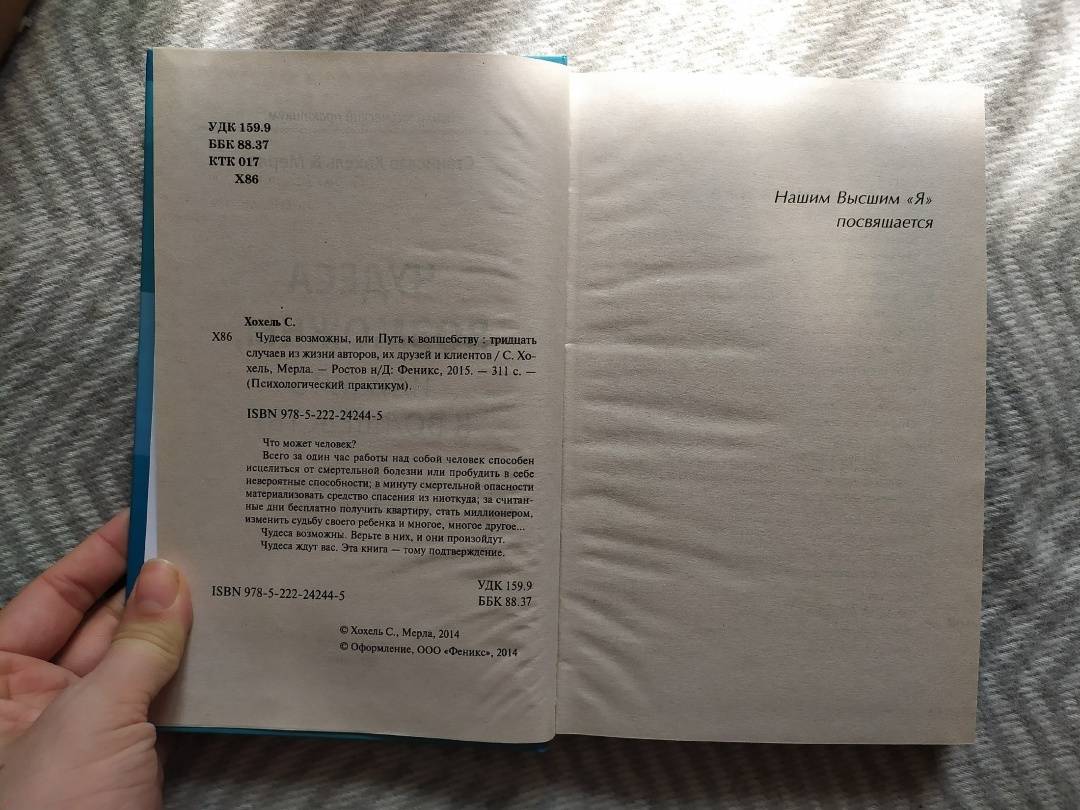 УДК 159.9
ББК 88.37
КТК 017
Х86
Хохель С.
Х86 Чудеса возможны, или Путь к волшебству : тридцать
случаев из жизни авторов, их друзей и клиентов / С. Хо-
хель, Мерла. — Ростов н/Д: Феникс, 2015. — 311 с. —
(Психологический практикум).
ISBN 978-5-222-24244-5
Что может человек?
Всего за один час работы над собой человек способен
исцелиться от смертельной болезни или пробудить в себе
невероятные способности; в минуту смертельной опасности
материализовать средство спасения из ниоткуда; за считан-
ные дни бесплатно получить квартиру, стать миллионером,
изменить судьбу своего ребенка и многое, многое другое...
Чудеса возможны. Верьте в них, и они произойдут.
Чудеса ждут вас. Эта книга — тому подтверждение.
УДК 159.9
ISBN 978-5-222-24244-5 ББК 88.37
© Хохель С., Мерла, 2014
© Оформление, ООО «Феникс», 2014
Нашим Высшим «Я»
посвящается